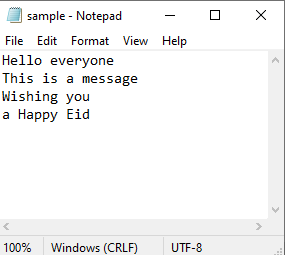 sample - Notepad
File Edit Format View Help
Hello everyone
This is a message
Wishing you
a Happy Eid
100% Windows (CRLF) UTF-8